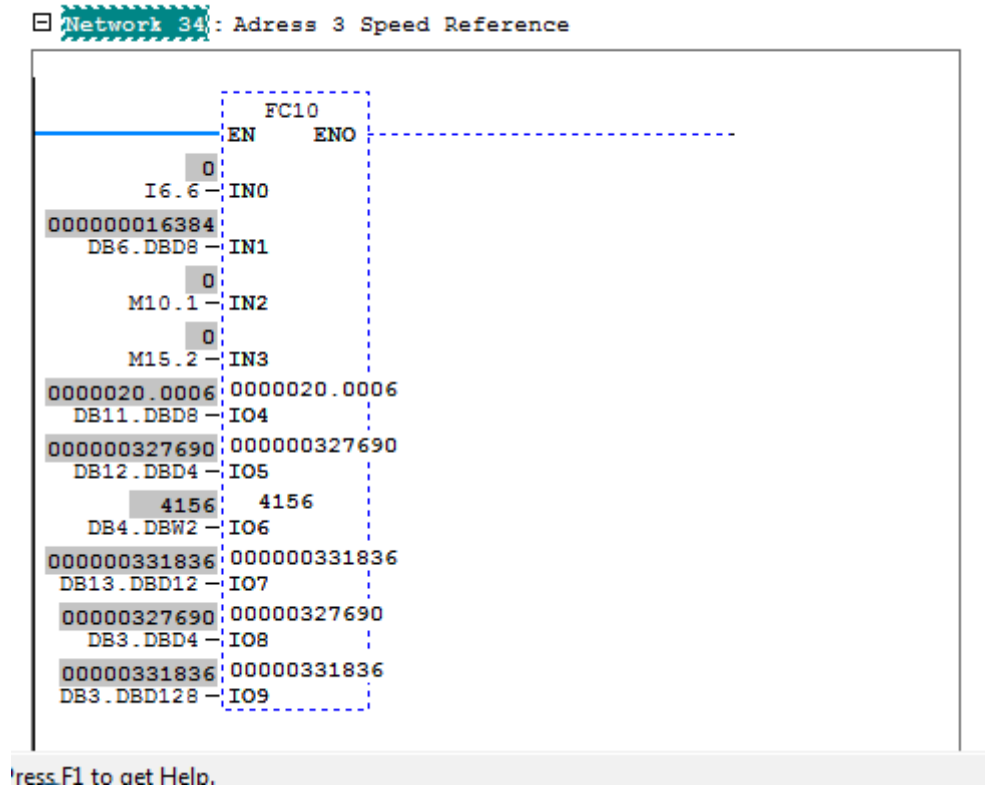 Network 34: Adress 3 Speed Reference
FC10
EN ENO
0
I6.6 IN0
000000016384
DB6.DBD8 IN1
0
M10.1 IN2
0
M15.2 IN3
0000020.0006 0000020.0006
DB11.DBD8 IO4
000000327690 000000327690
DB12.DBD4 IO5
4156 4156
DB4.DBW2 IO6
000000331836 000000331836
DB13.DBD12 IO7
00000327690 00000327690
DB3.DBD4 IO8
00000331836 00000331836
DB3.DBD128 IO9
Press F1 to get Help.